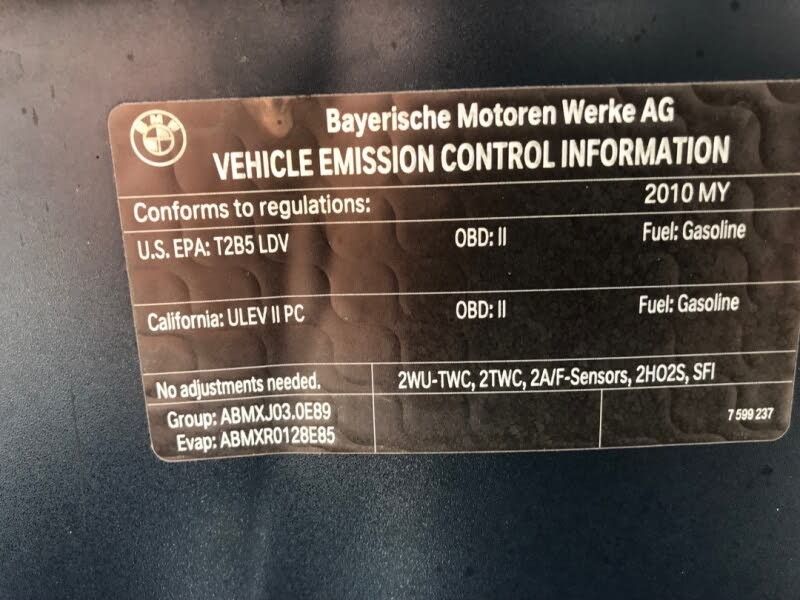 BMW
Bayerische Motoren Werke AG
VEHICLE EMISSION CONTROL INFORMATION
Conforms to regulations: 2010 MY
U.S. EPA: T2B5 LDV OBD: II Fuel: Gasoline
California: ULEV II PC OBD: II Fuel: Gasoline
No adjustments needed. 2WU-TWC, 2TWC, 2A/F-Sensors, 2HO2S, SFI
Group: ABMXJ03.0E89
Evap: ABMXR0128E85
7 599 237